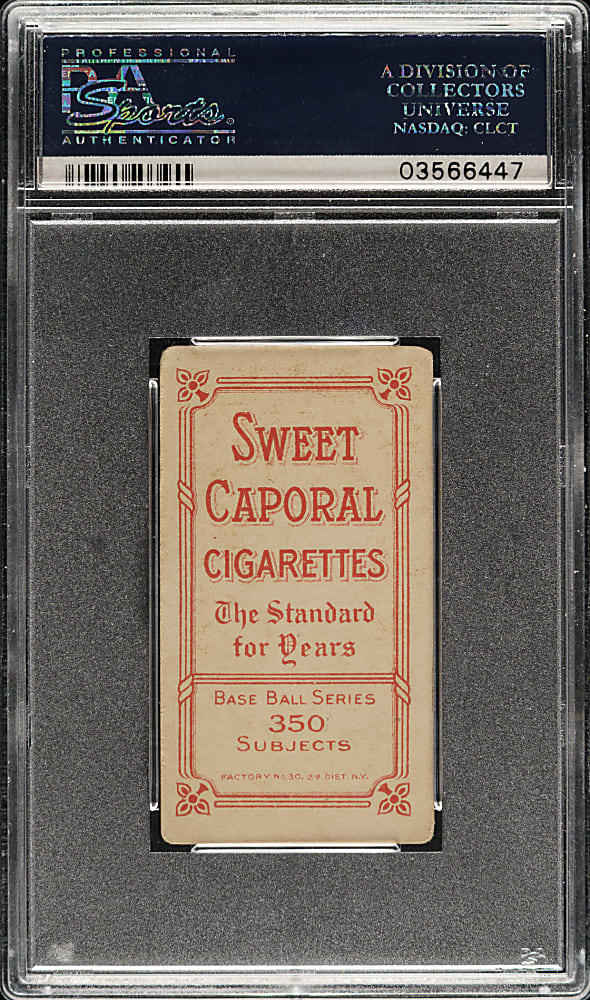 PROFESSIONAL
PSA
Sports
AUTHENTICATOR
A DIVISION OF
COLLECTORS
UNIVERSE
NASDAQ: CLCT
03566447
SWEET
CAPORAL
CIGARETTES
The Standard
for Years
BASE BALL SERIES
350
SUBJECTS
FACTORY No. 30, 2d DIST. N.Y.